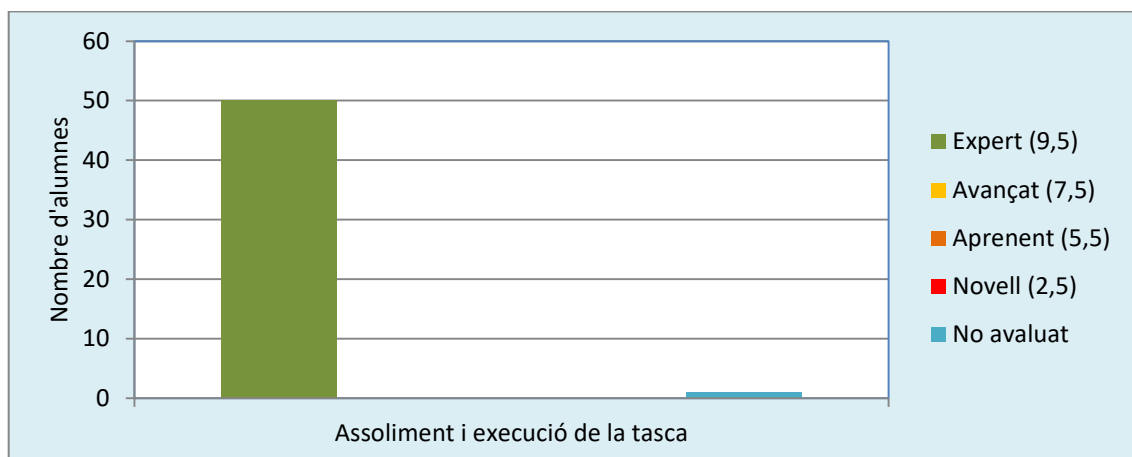 60
50
40
30
20
10
0
Nombre d'alumnes
Assoliment i execució de la tasca
Expert (9,5)
Avançat (7,5)
Aprenent (5,5)
Novell (2,5)
No avaluat